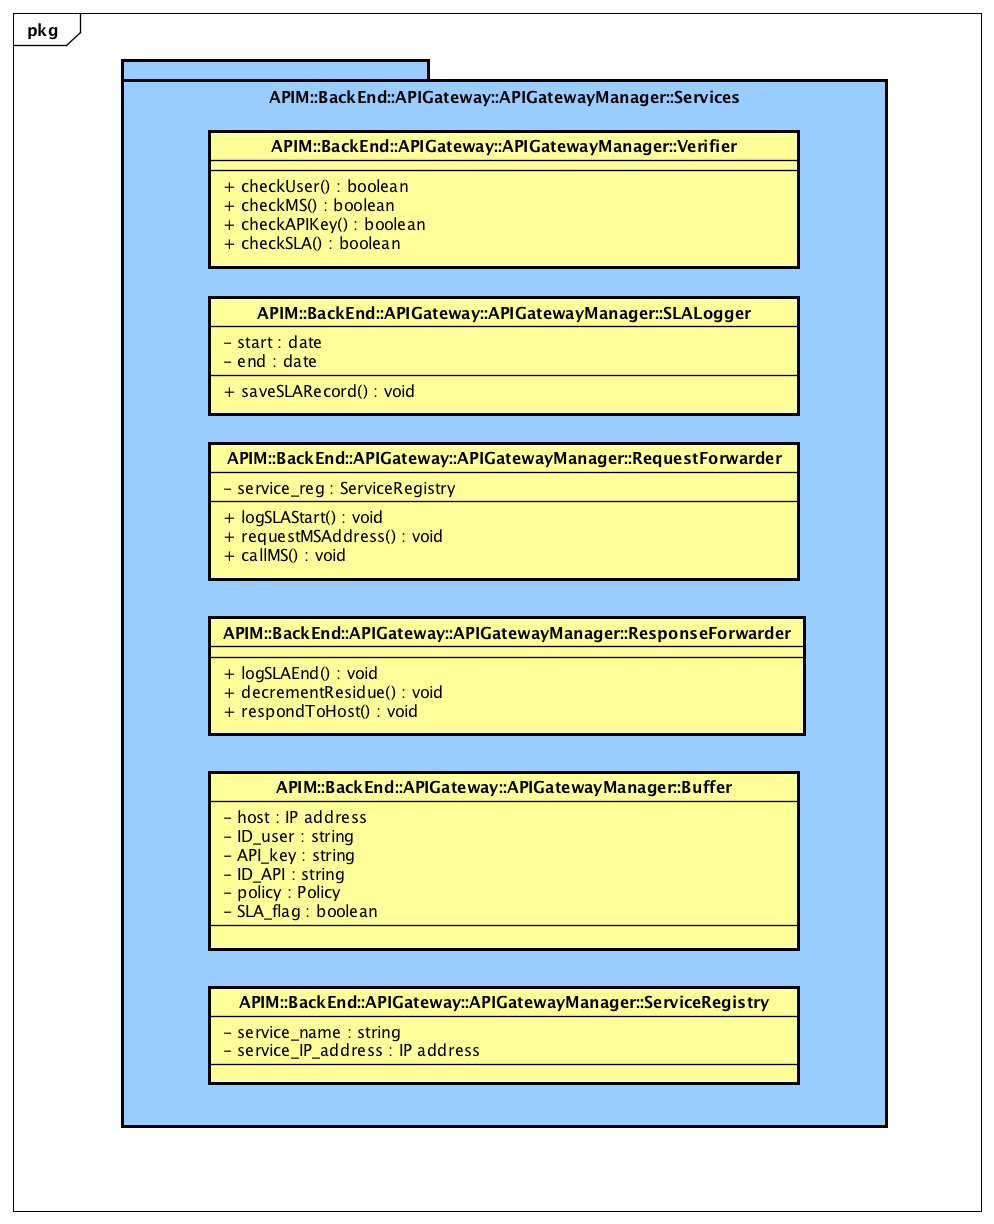 pkg
APIM::BackEnd::APIGateway::APIGatewayManager::Services
APIM::BackEnd::APIGateway::APIGatewayManager::Verifier
+ checkUser() : boolean
+ checkMS() : boolean
+ checkAPIKey() : boolean
+ checkSLA() : boolean
APIM::BackEnd::APIGateway::APIGatewayManager::SLALogger
- start : date
- end : date
+ saveSLARecord() : void
APIM::BackEnd::APIGateway::APIGatewayManager::RequestForwarder
- service_reg : ServiceRegistry
+ logSLAStart() : void
+ requestMSAddress() : void
+ callMS() : void
APIM::BackEnd::APIGateway::APIGatewayManager::ResponseForwarder
+ logSLAEnd() : void
+ decrementResidue() : void
+ respondToHost() : void
APIM::BackEnd::APIGateway::APIGatewayManager::Buffer
- host : IP address
- ID_user : string
- API_key : string
- ID_API : string
- policy : Policy
- SLA_flag : boolean
APIM::BackEnd::APIGateway::APIGatewayManager::ServiceRegistry
- service_name : string
- service_IP_address : IP address